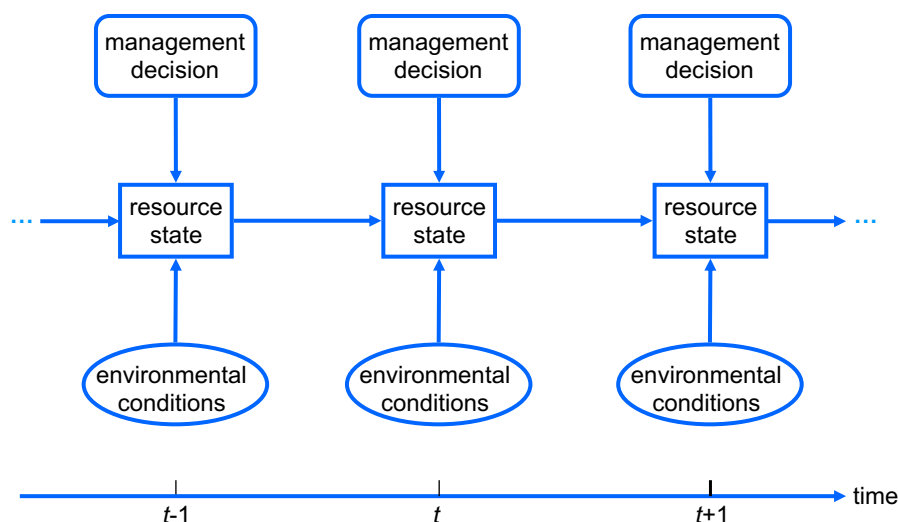 management
decision
management
decision
management
decision
...
resource
state
resource
state
resource
state
...
environmental
conditions
environmental
conditions
environmental
conditions
time
t-1
t
t+1